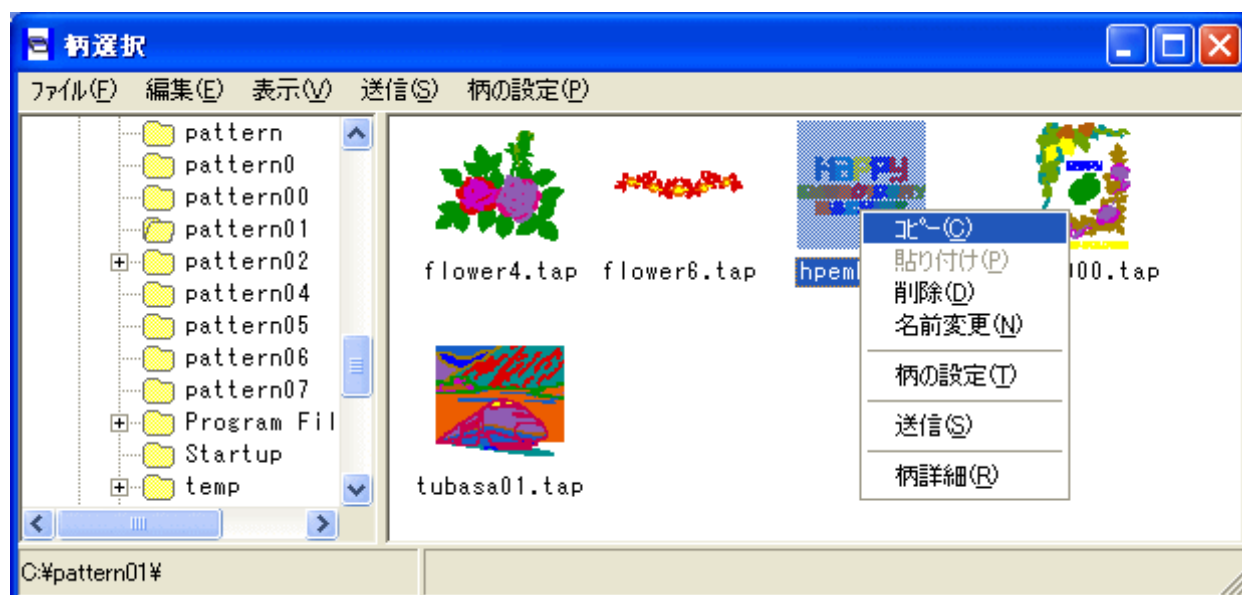 柄選択
ファイル(F) 編集(E) 表示(V) 送信(S) 柄の設定(P)
pattern
pattern0
pattern00
pattern01
pattern02
pattern04
pattern05
pattern06
pattern07
Program Fil
Startup
temp
HAPPY
flower4.tap flower6.tap hpem 00.tap
tubasa01.tap
コピー(C)
貼り付け(P)
削除(D)
名前変更(N)
柄の設定(T)
送信(S)
柄詳細(R)
C:¥pattern01¥